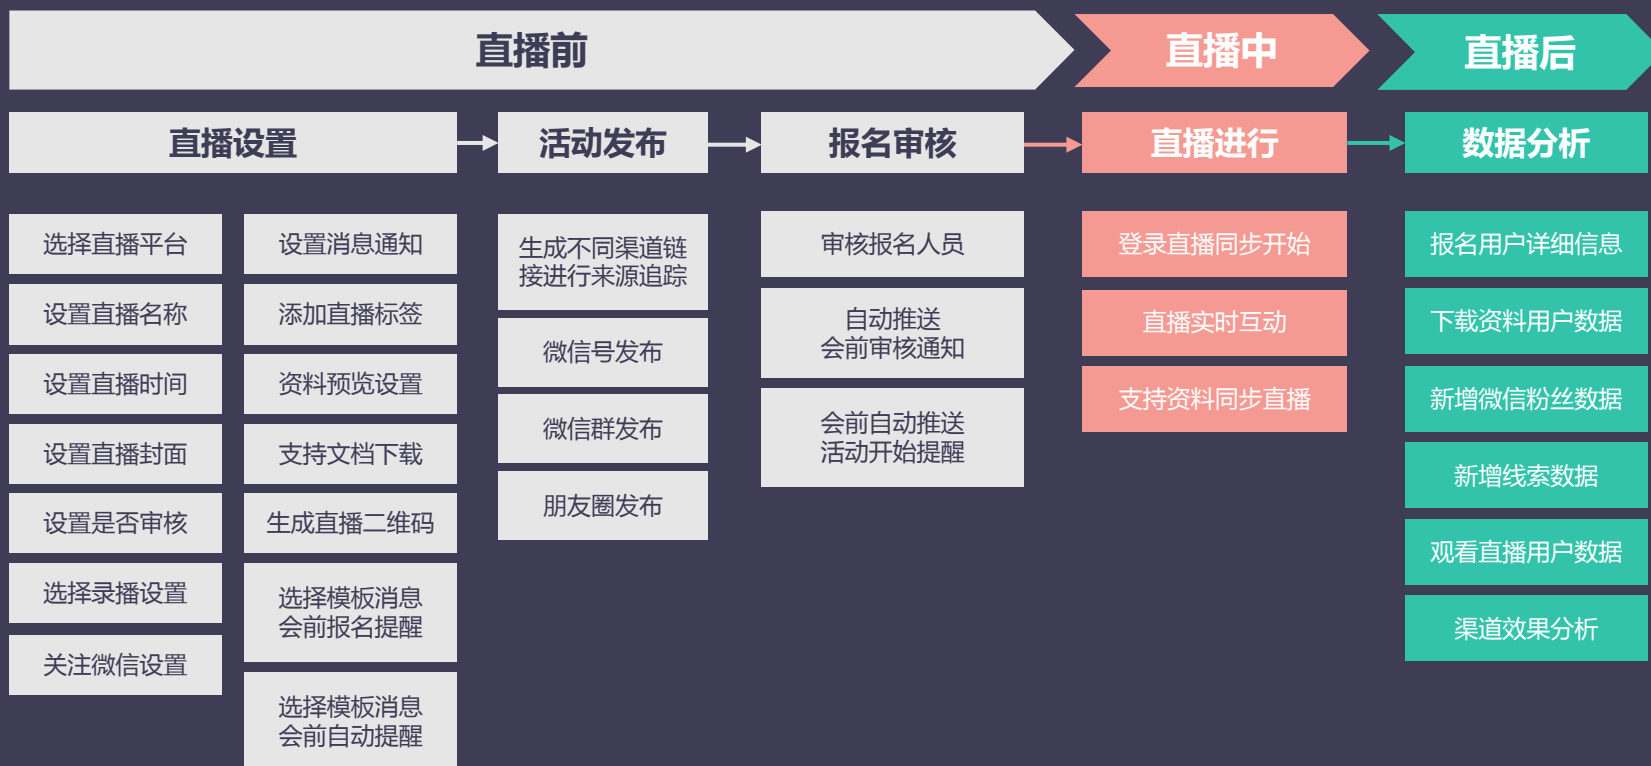 直播前
直播中
直播后
直播设置
活动发布
报名审核
直播进行
数据分析
选择直播平台
设置直播名称
设置直播时间
设置直播封面
设置是否审核
选择录播设置
关注微信设置
设置消息通知
添加直播标签
资料预览设置
支持文档下载
生成直播二维码
选择模板消息
会前报名提醒
选择模板消息
会前自动提醒
生成不同渠道链
接进行来源追踪
微信号发布
微信群发布
朋友圈发布
审核报名人员
自动推送
会前审核通知
会前自动推送
活动开始提醒
登录直播同步开始
直播实时互动
支持资料同步直播
报名用户详细信息
下载资料用户数据
新增微信粉丝数据
新增线索数据
观看直播用户数据
渠道效果分析